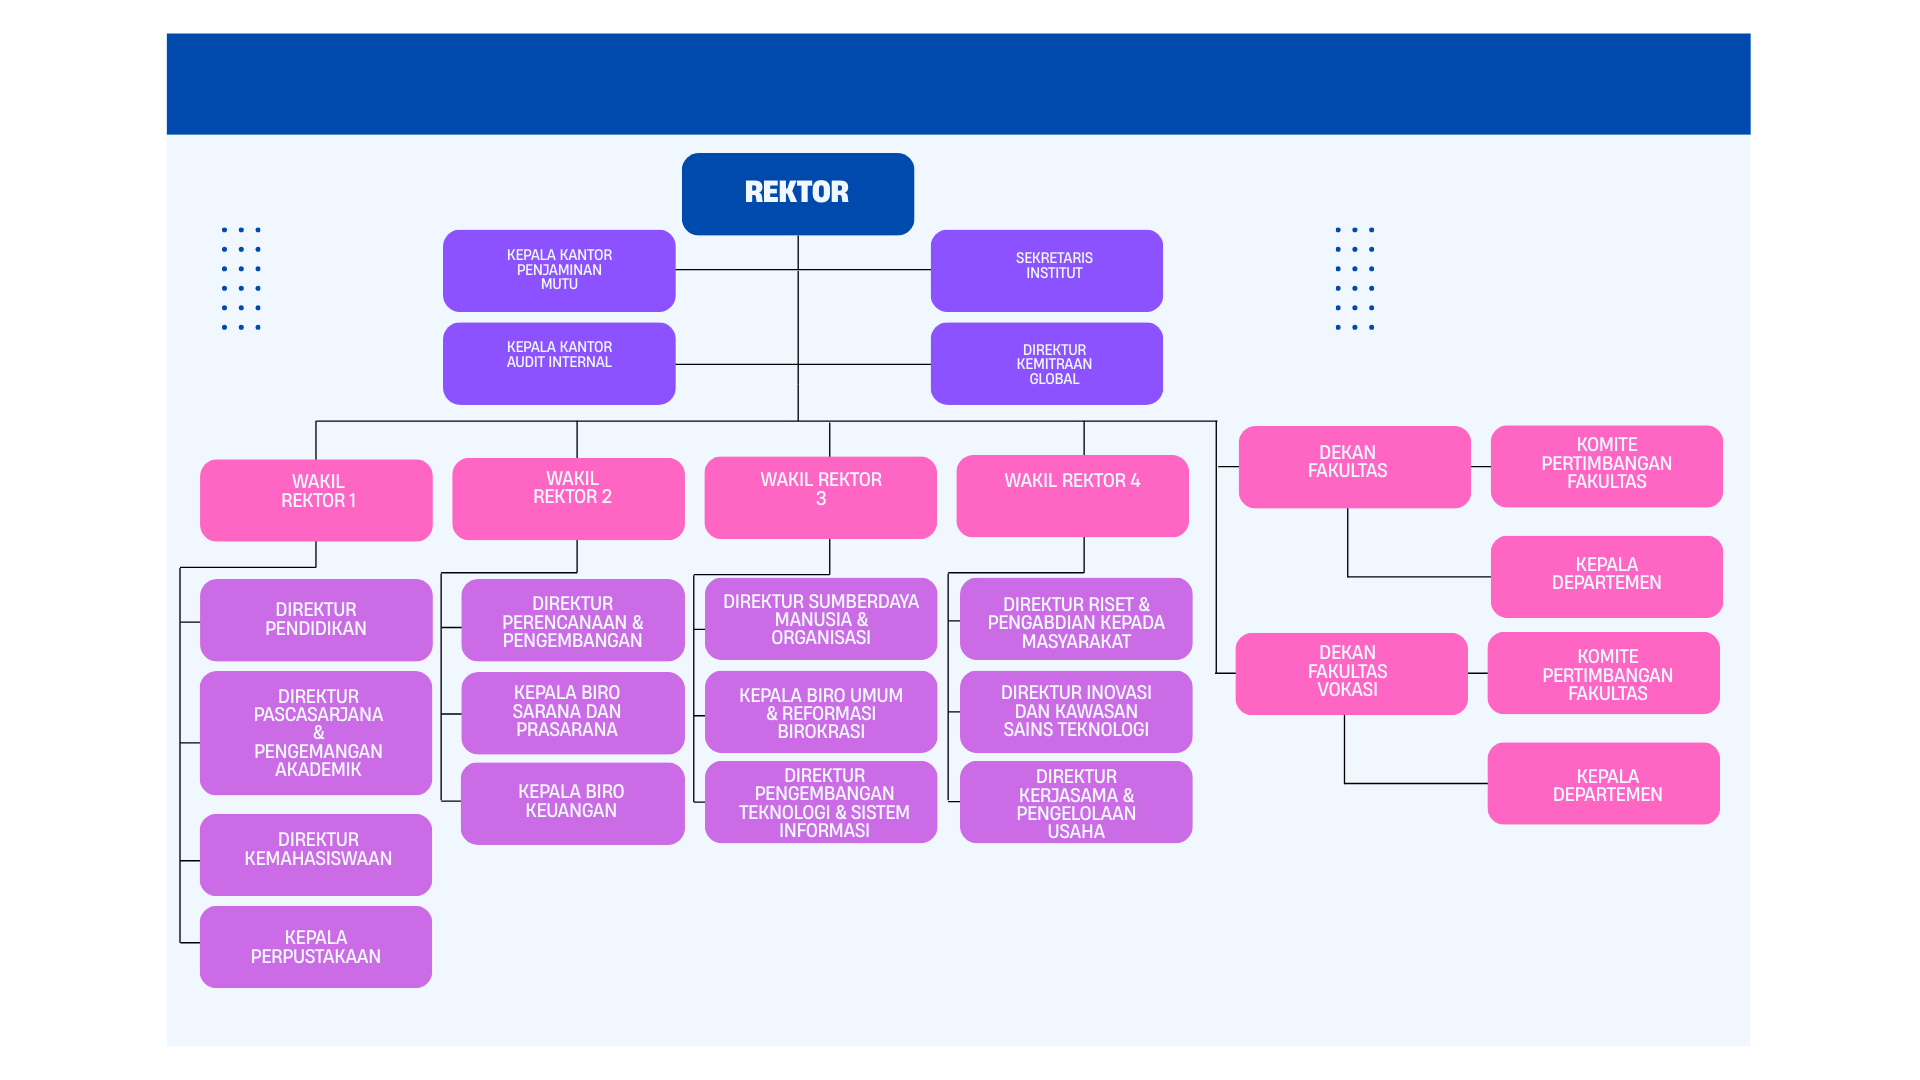 REKTOR
KEPALA KANTOR
PENJAMINAN
MUTU
SEKRETARIS
INSTITUT
KEPALA KANTOR
AUDIT INTERNAL
DIREKTUR
KEMITRAAN
GLOBAL
WAKIL
REKTOR 1
WAKIL
REKTOR 2
WAKIL REKTOR
3
WAKIL REKTOR 4
DEKAN
FAKULTAS
KOMITE
PERTIMBANGAN
FAKULTAS
KEPALA
DEPARTEMEN
DIREKTUR
PENDIDIKAN
DIREKTUR
PASCASARJANA
&
PENGEMANGAN
AKADEMIK
DIREKTUR
KEMAHASISWAAN
KEPALA
PERPUSTAKAAN
DIREKTUR
PERENCANAAN &
PENGEMBANGAN
KEPALA BIRO
SARANA DAN
PRASARANA
KEPALA BIRO
KEUANGAN
DIREKTUR SUMBERDAYA
MANUSIA &
ORGANISASI
KEPALA BIRO UMUM
& REFORMASI
BIROKRASI
DIREKTUR
PENGEMBANGAN
TEKNOLOGI & SISTEM
INFORMASI
DIREKTUR RISET &
PENGABDIAN KEPADA
MASYARAKAT
DIREKTUR INOVASI
DAN KAWASAN
SAINS TEKNOLOGI
DIREKTUR
KERJASAMA &
PENGELOLAAN
USAHA
DEKAN
FAKULTAS
VOKASI
KOMITE
PERTIMBANGAN
FAKULTAS
KEPALA
DEPARTEMEN